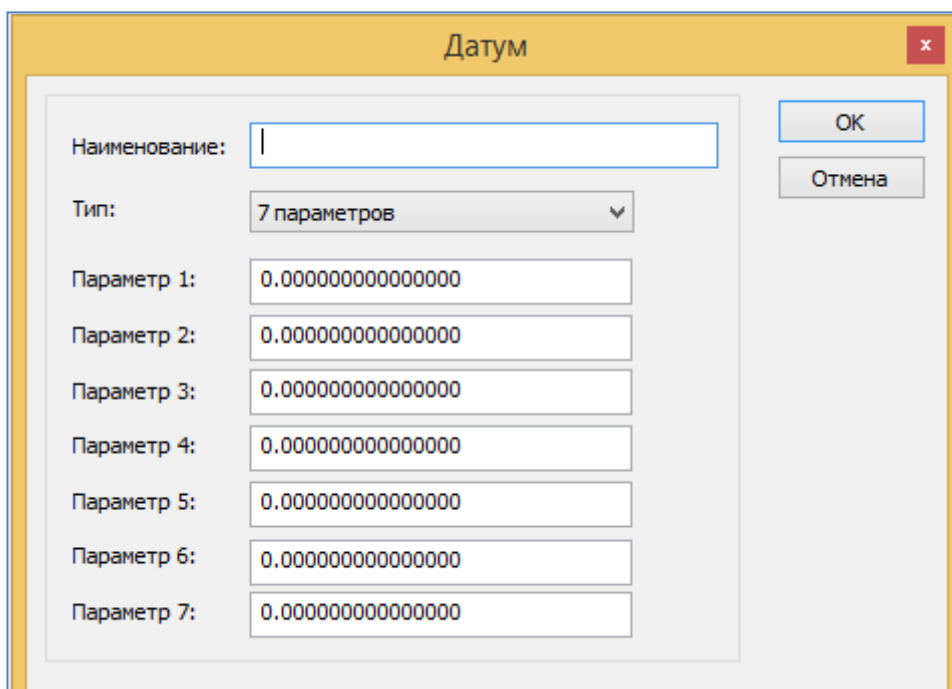 Датум
x
Наименование:
OK
Отмена
Тип: 7 параметров
Параметр 1: 0.000000000000000
Параметр 2: 0.000000000000000
Параметр 3: 0.000000000000000
Параметр 4: 0.000000000000000
Параметр 5: 0.000000000000000
Параметр 6: 0.000000000000000
Параметр 7: 0.000000000000000